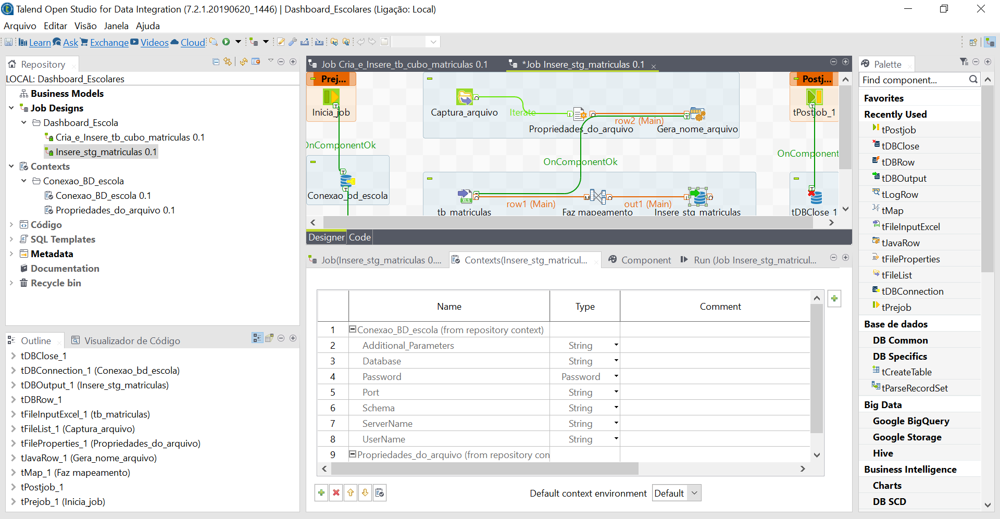 Talend Open Studio for Data Integration (7.2.1.20190620_1446) | Dashboard_Escolares (Ligação: Local)
Arquivo Editar Visão Janela Ajuda
Learn Ask Exchange Videos Cloud
Repository
LOCAL: Dashboard_Escolares
Business Models
Job Designs
Dashboard_Escola
Cria_e_Insere_tb_cubo_matriculas 0.1
Insere_stg_matriculas 0.1
Contexts
Conexao_BD_escola
Conexao_BD_escola 0.1
Propriedades_do_arquivo 0.1
Código
SQL Templates
Metadata
Documentation
Recycle bin
Outline Visualizador de Código
tDBClose_1
tDBConnection_1 (Conexao_bd_escola)
tDBOutput_1 (Insere_stg_matriculas)
tDBRow_1
tFileInputExcel_1 (tb_matriculas)
tFileList_1 (Captura_arquivo)
tFileProperties_1 (Propriedades_do_arquivo)
tJavaRow_1 (Gera_nome_arquivo)
tMap_1 (Faz mapeamento)
tPostjob_1
tPrejob_1 (Inicia_job)
Job Cria_e_Insere_tb_cubo_matriculas 0.1 *Job Insere_stg_matriculas 0.1
Prej... Postj...
Inicia_job Captura_arquivo Iterate tPostjob_1
row2 (Main)
Propriedades_do_arquivo Gera_nome_arquivo
OnComponentOk
OnComponent
OnComponentOk
XLS
Conexao_bd_escola row1 (Main) out1 (Main)
tb_matriculas Faz mapeamento Insere_stg_matriculas tDBClose_1
Designer Code
Job(Insere_stg_matriculas 0.... Contexts(Insere_stg_matricul... Component Run (Job Insere_stg_matricul...
Name Type Comment
1 Conexao_BD_escola (from repository context)
2 Additional_Parameters String
3 Database String
4 Password Password
5 Port String
6 Schema String
7 ServerName String
8 UserName String
9 Propriedades_do_arquivo (from repository con
Default context environment Default
Palette
Find component...
Favorites
Recently Used
tPostjob
tDBClose
tDBRow
tDBOutput
tLogRow
tMap
tFileInputExcel
tJavaRow
tFileProperties
tFileList
tDBConnection
tPrejob
Base de dados
DB Common
DB Specifics
tCreateTable
tParseRecordSet
Big Data
Google BigQuery
Google Storage
Hive
Business Intelligence
Charts
DB SCD